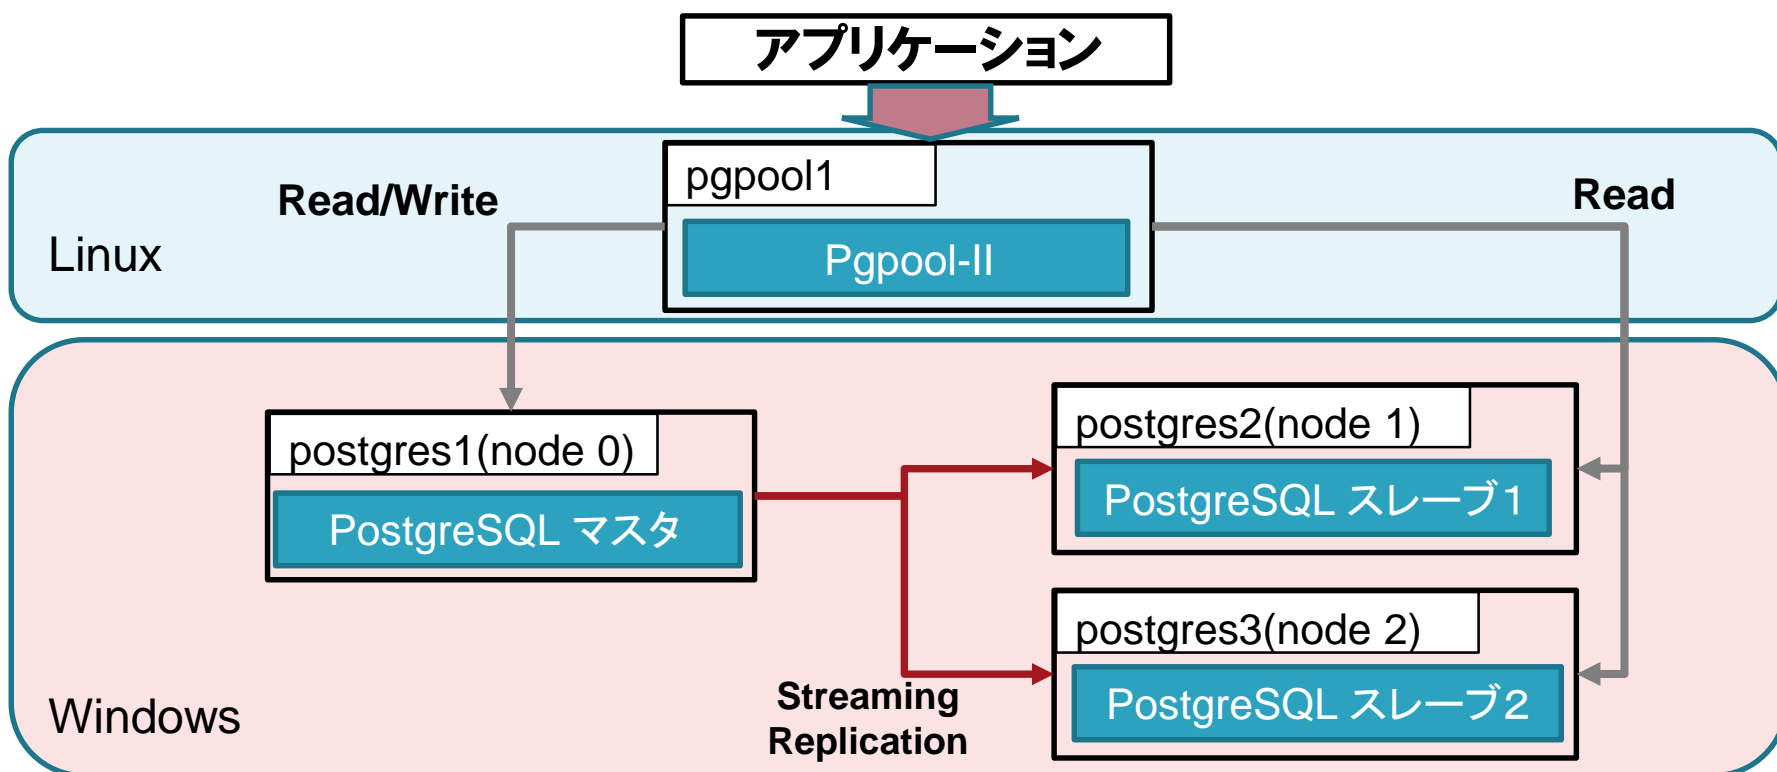 アプリケーション
pgpool1
Read/Write
Read
Linux
Pgpool-II
postgres1(node 0)
PostgreSQL マスタ
postgres2(node 1)
PostgreSQL スレーブ１
postgres3(node 2)
PostgreSQL スレーブ２
Streaming
Replication
Windows